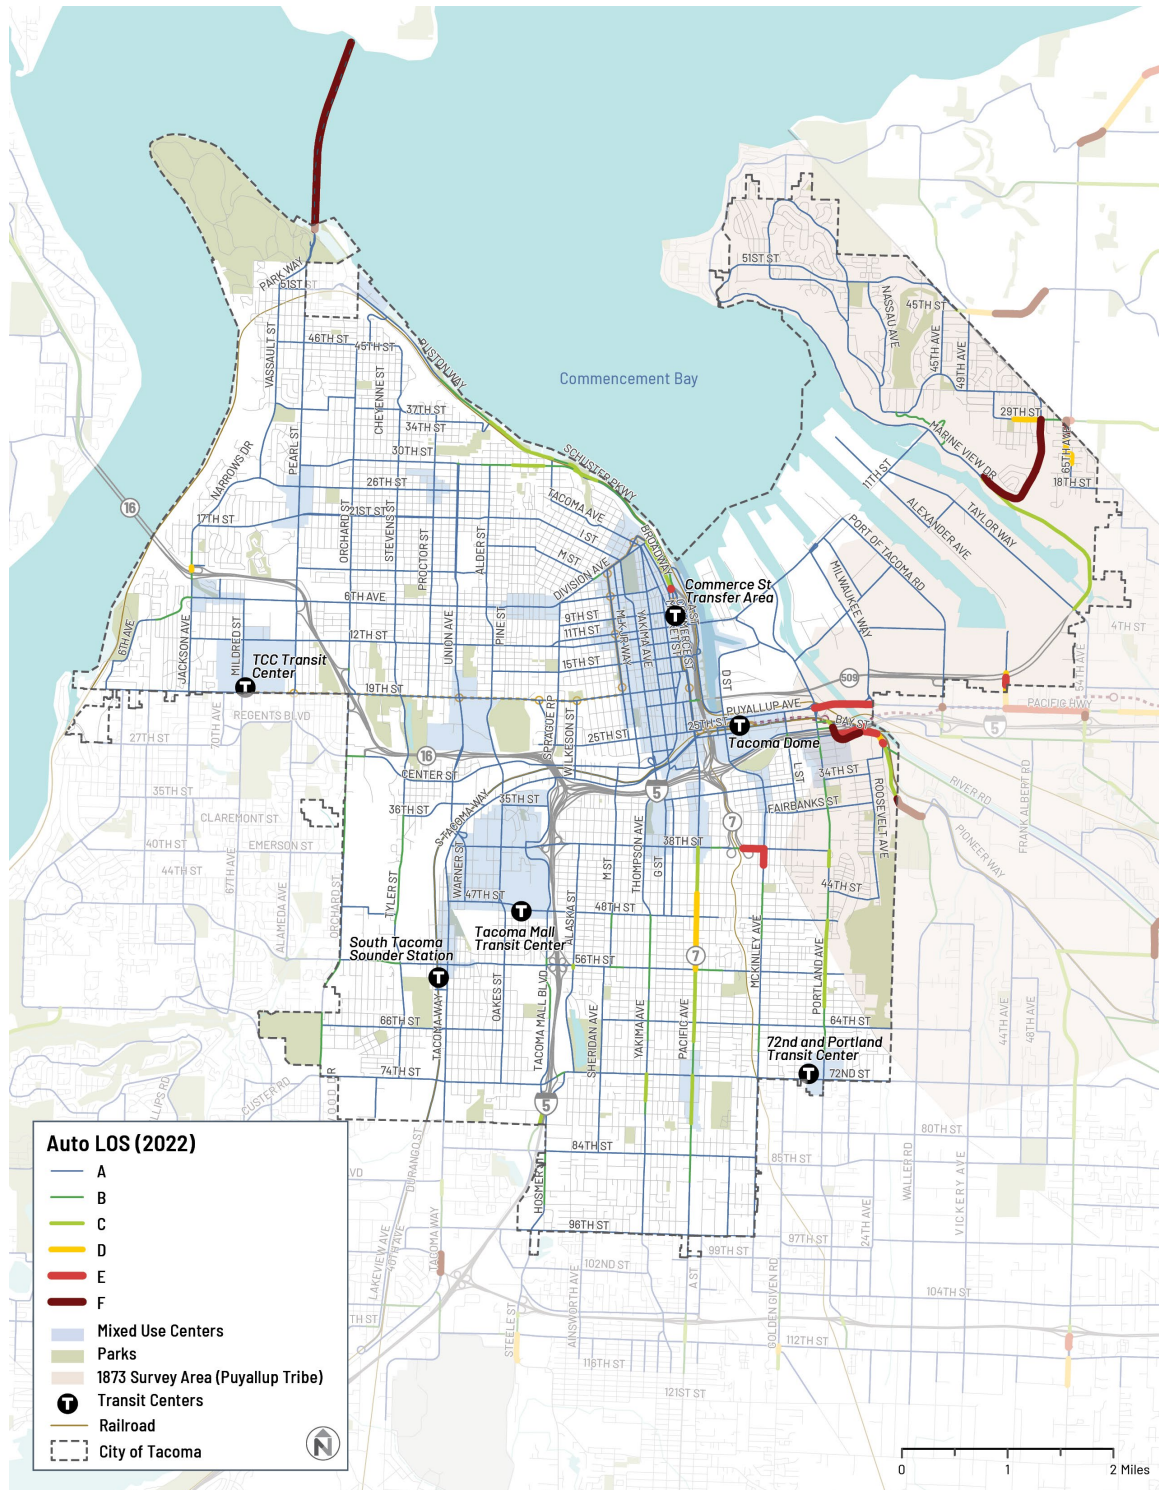 51ST ST
PARK WAY
51ST ST
NASSAU AVE
45TH ST
VASSAULT ST
46TH ST
45TH ST
RUSTON WAY
45TH AVE
49TH AVE
Commencement Bay
CHEYENNE ST
37TH ST
34TH ST
29TH ST
PEARL ST
30TH ST
MARINE VIEW DR
65TH AVE
NARROWS DR
SCHUSTER PKWY
11TH ST
18TH ST
26TH ST
16
TACOMA AVE
ALEXANDER AVE
TAYLOR WAY
17TH ST
ORCHARD ST
21ST ST
STEVENS ST
PROCTOR ST
ALDER ST
I ST
M ST
BROADWAY
PORT OF TACOMA RD
DIVISION AVE
MILWAUKEE WAY
Commerce St
Transfer Area
6TH AVE
6TH AVE
JACKSON AVE
MILDRED ST
12TH ST
UNION AVE
PINE ST
9TH ST
11TH ST
YAKIMA AVE
4TH ST
15TH ST
TCC Transit
Center
54TH AVE
D ST
509
19TH ST
PUYALLUP AVE
PACIFIC HWY
70TH AVE
REGENTS BLVD
SPRAGUE
WILKESON ST
25TH ST
25TH ST
BAY ST
5
27TH ST
Tacoma Dome
16
CENTER ST
L ST
34TH ST
RIVER RD
35TH ST
5
ROOSEVELT AVE
FRANK ALBERT RD
36TH ST
35TH ST
FAIRBANKS ST
CLAREMONT ST
S TACOMA WAY
7
PIONEER WAY
40TH ST
EMERSON ST
38TH ST
44TH ST
67TH AVE
WARNER ST
M ST
THOMPSON AVE
G ST
44TH ST
TYLER ST
47TH ST
ALAMEDA AVE
ORCHARD ST
ALASKA ST
48TH ST
Tacoma Mall
Transit Center
MCKINLEY AVE
PORTLAND AVE
South Tacoma
Sounder Station
56TH ST
7
OAKES ST
TACOMA WAY
TACOMA MALL BLVD
SHERIDAN AVE
YAKIMA AVE
PACIFIC AVE
44TH AVE
48TH AVE
66TH ST
64TH ST
72nd and Portland
Transit Center
74TH ST
72ND ST
CUSTER RD
5
80TH ST
DURANGO ST
84TH ST
85TH ST
WALLER RD
VICKERY AVE
HOSMER
24TH AVE
96TH ST
97TH ST
99TH ST
LAKEVIEW AVE
40TH AVE
TACOMA WAY
102ND ST
AINSWORTH AVE
A ST
GOLDEN GIVEN RD
104TH ST
STEELE ST
112TH ST
116TH ST
121ST ST
Auto LOS (2022)
A
B
C
D
E
F
Mixed Use Centers
Parks
1873 Survey Area (Puyallup Tribe)
T Transit Centers
Railroad
City of Tacoma
N
0 1 2 Miles